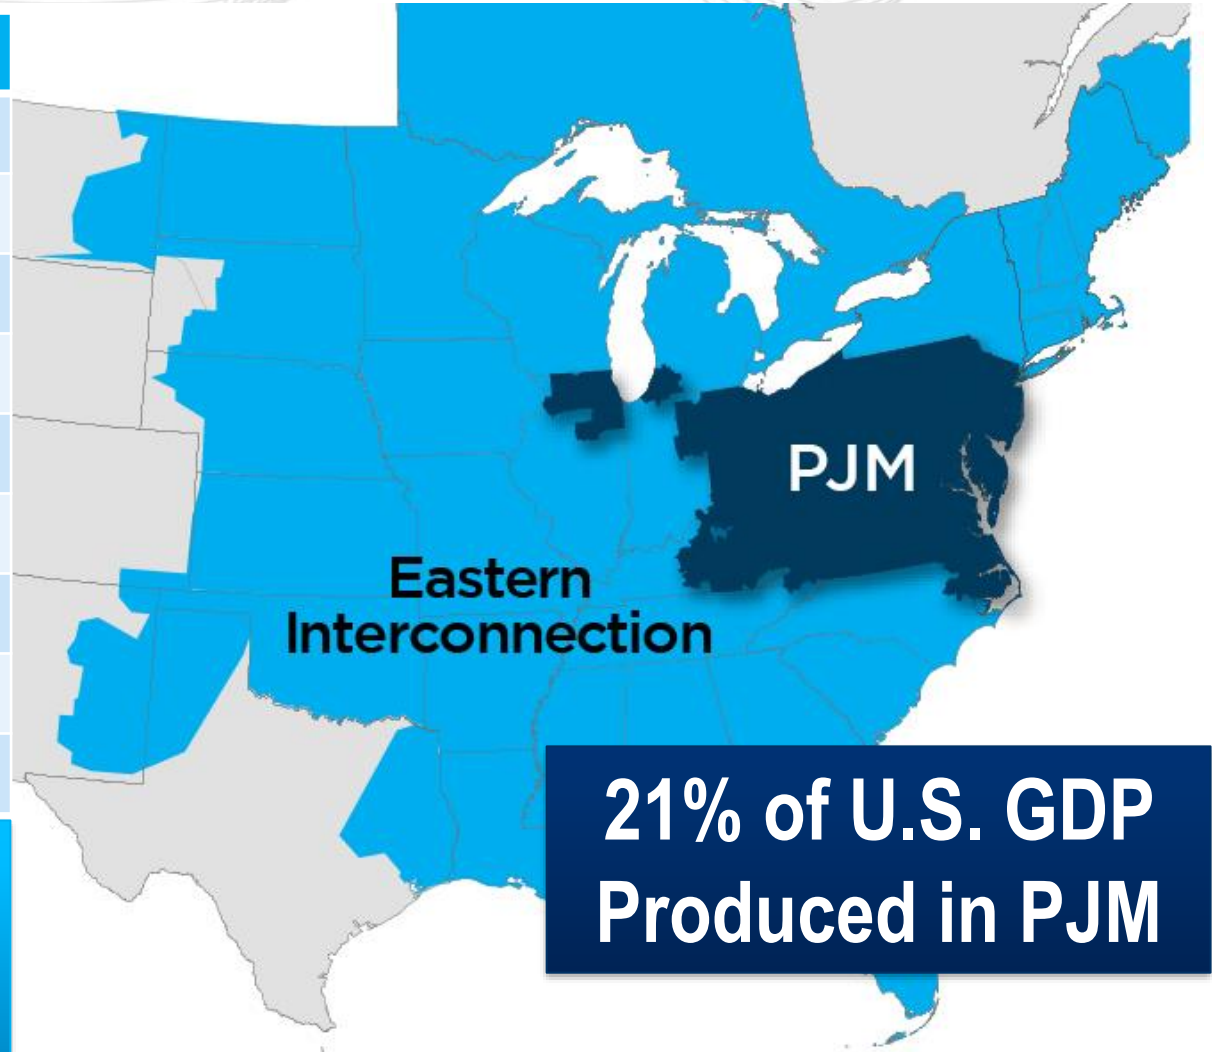 PJM
Eastern
Interconnection
21% of U.S. GDP
Produced in PJM